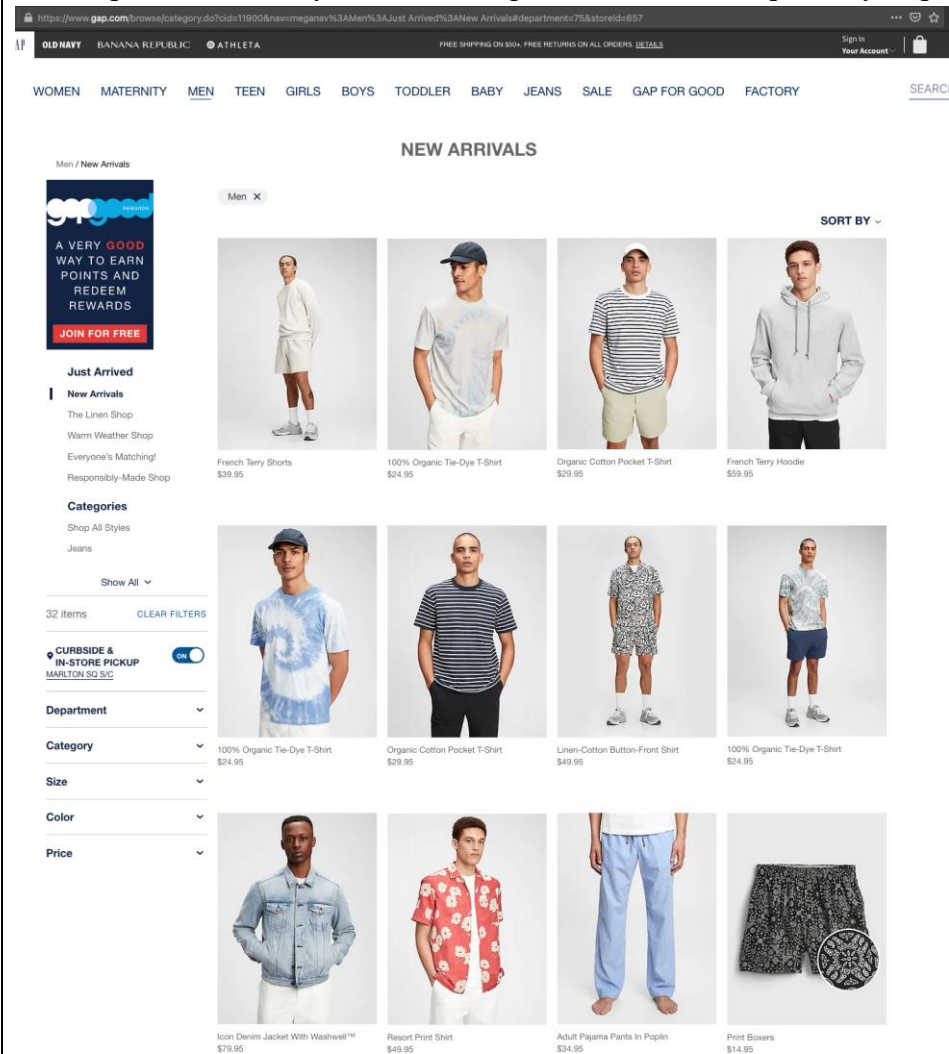 https://www.gap.com/browse/category.do?cid=11900&nav=meganav%3AMen%3AJust Arrived%3ANew Arrivals#department=75&storeId=657
OLD NAVY BANANA REPUBLIC ATHLETA FREE SHIPPING ON $50+, FREE RETURNS ON ALL ORDERS. DETAILS Sign In
Your Account
WOMEN MATERNITY MEN TEEN GIRLS BOYS TODDLER BABY JEANS SALE GAP FOR GOOD FACTORY SEARC
NEW ARRIVALS
Men / New Arrivals
Men X
gap good REWARDS
SORT BY
A VERY GOOD
WAY TO EARN
POINTS AND
REDEEM
REWARDS
JOIN FOR FREE
Just Arrived
New Arrivals
The Linen Shop
Warm Weather Shop
Everyone's Matching!
Responsibly-Made Shop
Categories
Shop All Styles
Jeans
Show All
32 items CLEAR FILTERS
CURBSIDE &
IN-STORE PICKUP ON
MARLTON SQ S/C
Department
Category
Size
Color
Price
French Terry Shorts
$39.95
100% Organic Tie-Dye T-Shirt
$24.95
Organic Cotton Pocket T-Shirt
$29.95
French Terry Hoodie
$59.95
100% Organic Tie-Dye T-Shirt
$24.95
Organic Cotton Pocket T-Shirt
$29.95
Linen-Cotton Button-Front Shirt
$49.95
100% Organic Tie-Dye T-Shirt
$24.95
Icon Denim Jacket With Washwell™
$79.95
Resort Print Shirt
$49.95
Adult Pajama Pants In Poplin
$34.95
Print Boxers
$14.95